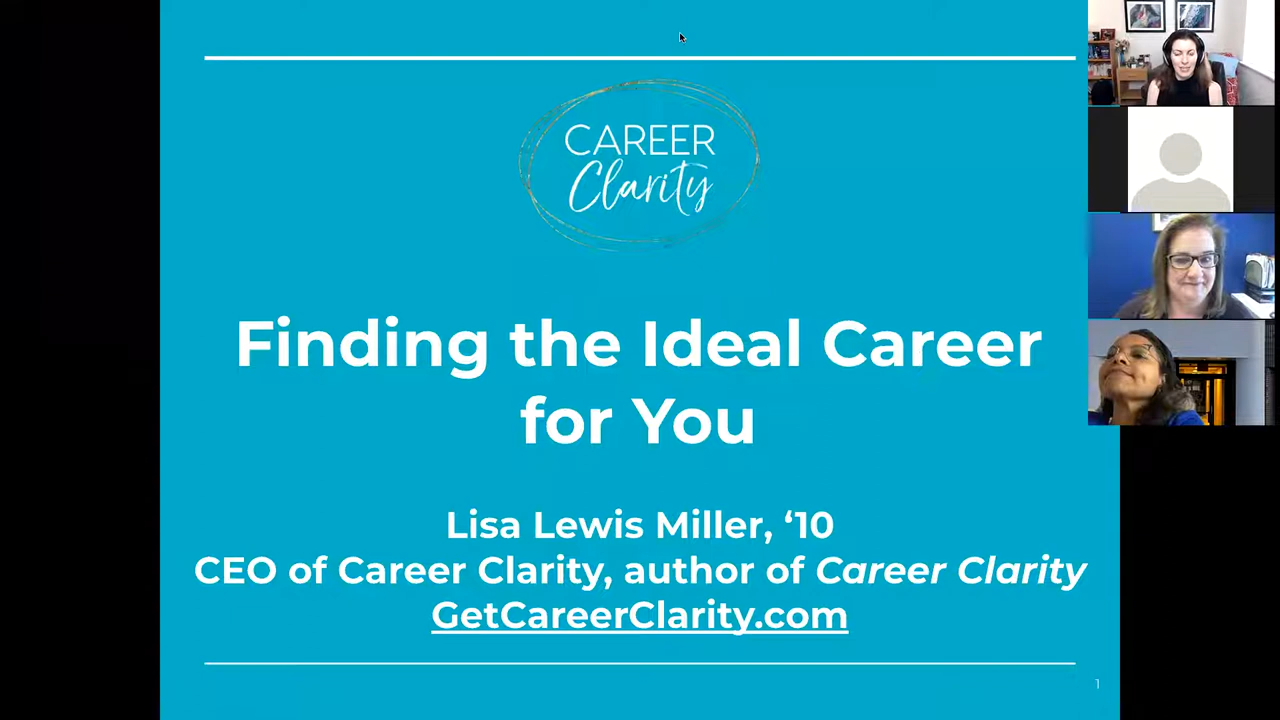 CAREER
Clarity
Finding the Ideal Career
for You
Lisa Lewis Miller, ‘10
CEO of Career Clarity, author of Career Clarity
GetCareerClarity.com
1